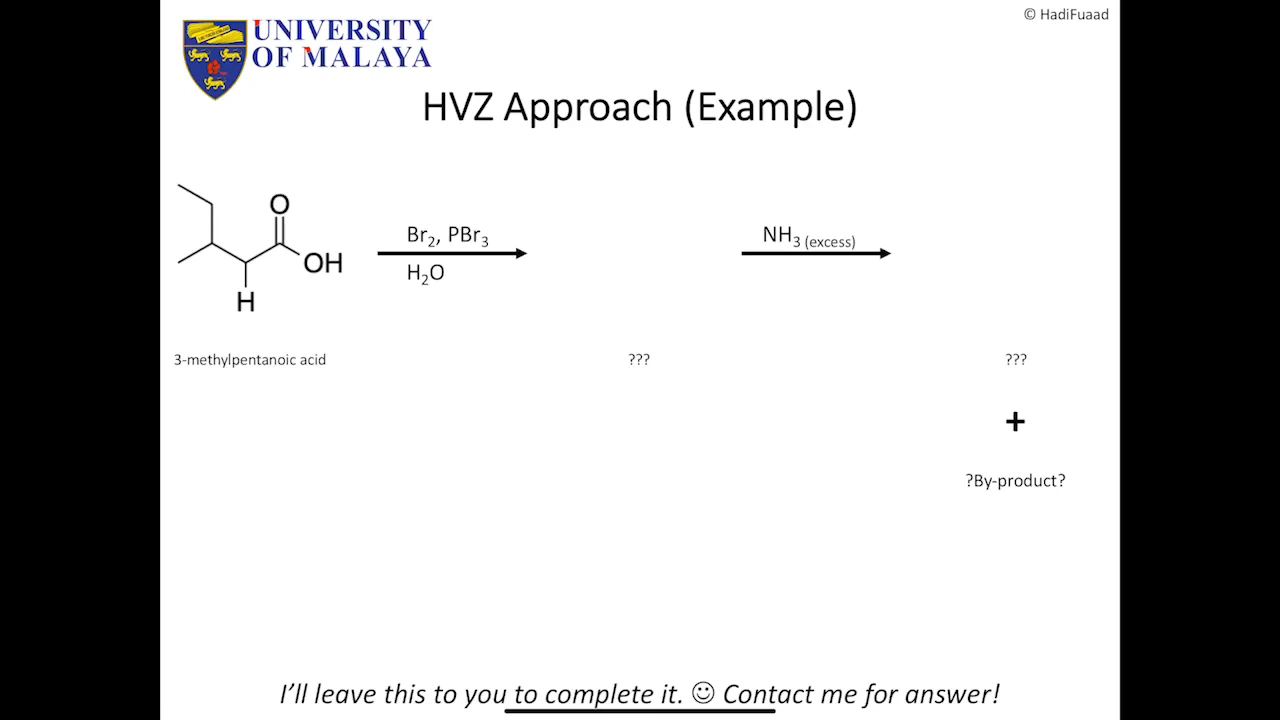 © HadiFuaad
UNIVERSITY
OF MALAYA
HVZ Approach (Example)
O
OH
H
Br₂, PBr₃
H₂O
NH₃ (excess)
3-methylpentanoic acid
???
???
+
?By-product?
I’ll leave this to you to complete it. ☺ Contact me for answer!